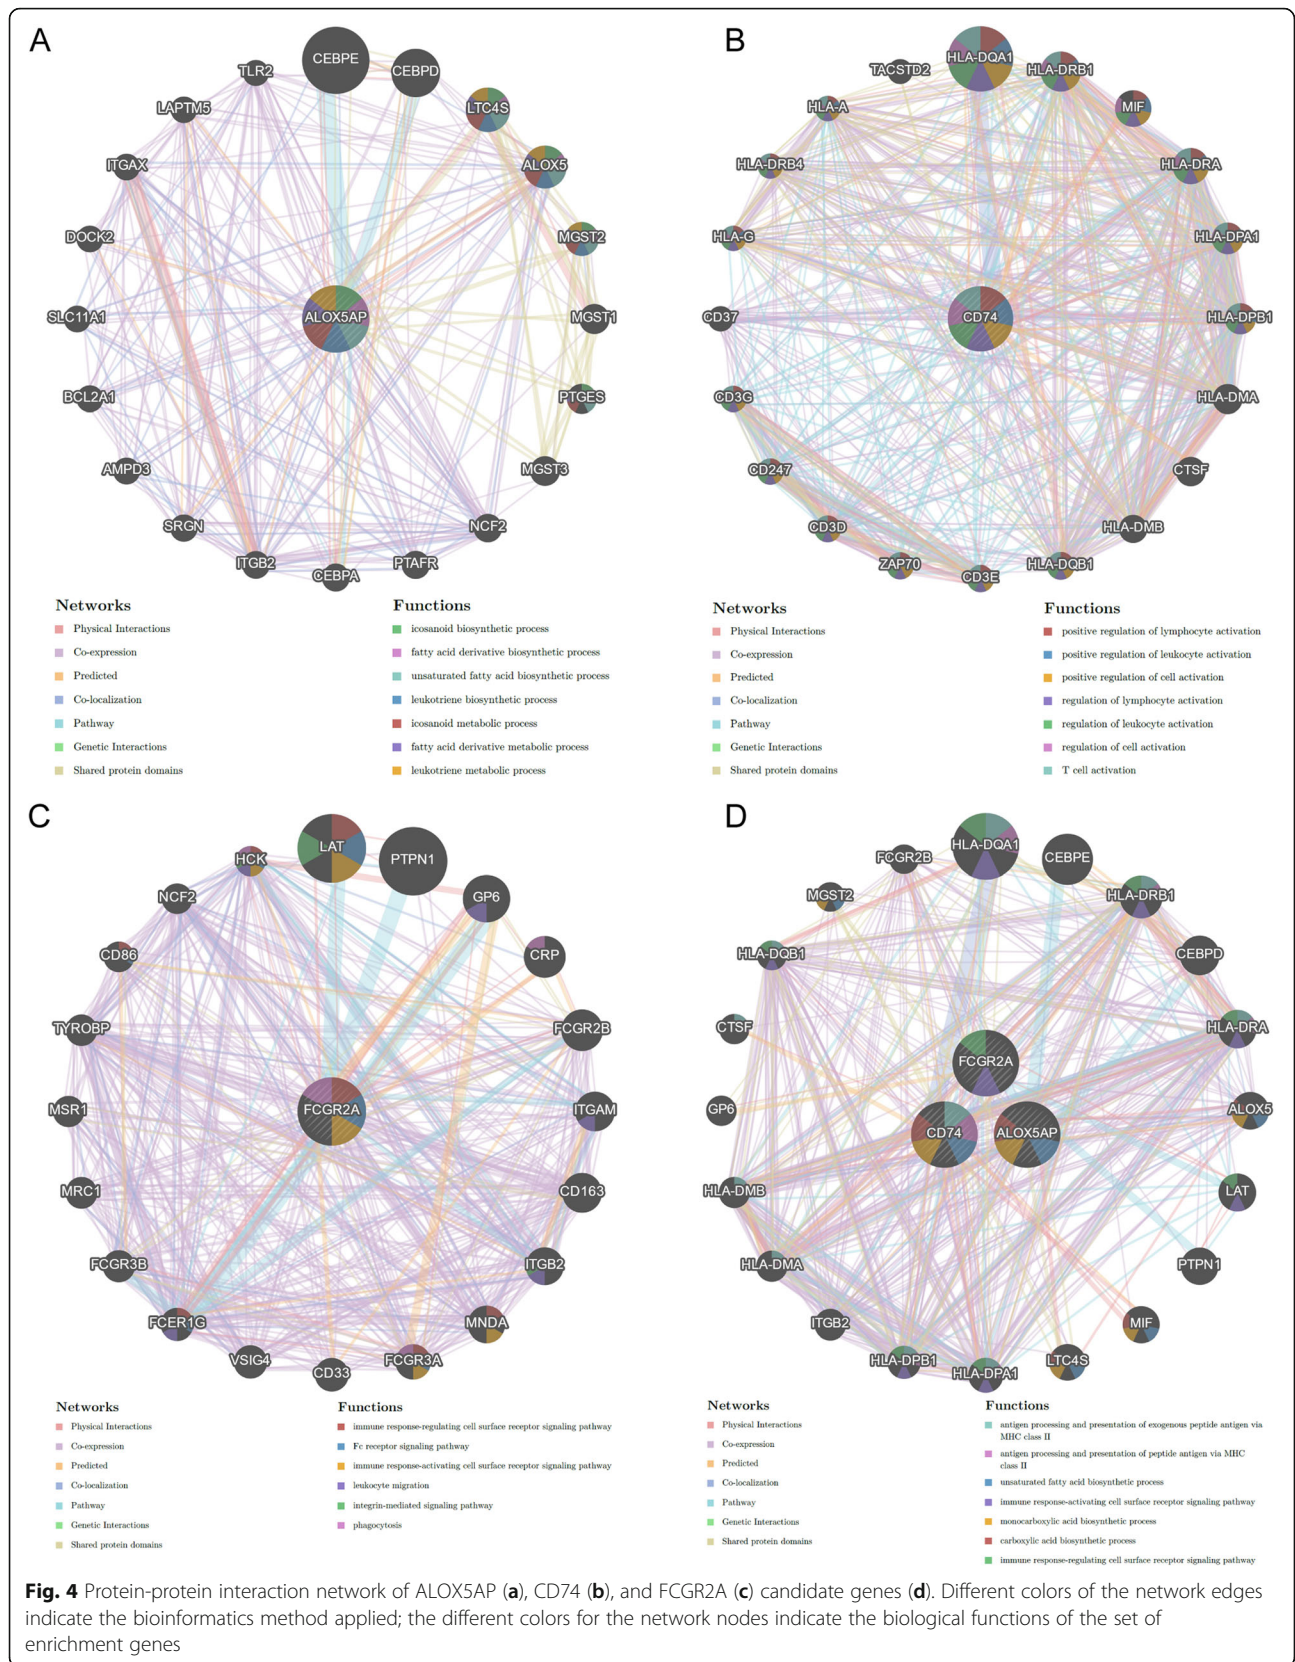 A
CEBPE
CEBPD
TLR2
LTC4S
LAPTM5
ALOX5
ITGAX
MGST2
DOCK2
ALOX5AP
MGST1
SLC11A1
PTGES
BCL2A1
MGST3
AMPD3
NCF2
SRGN
PTAFR
ITGB2
CEBPA
Networks
Physical Interactions
Co-expression
Predicted
Co-localization
Pathway
Genetic Interactions
Shared protein domains
Functions
icosanoid biosynthetic process
fatty acid derivative biosynthetic process
unsaturated fatty acid biosynthetic process
leukotriene biosynthetic process
icosanoid metabolic process
fatty acid derivative metabolic process
leukotriene metabolic process
B
HLA-DQA1
TACSTD2
HLA-DRB1
HLA-A
MIF
HLA-DRB4
HLA-DRA
HLA-G
HLA-DPA1
CD37
CD74
HLA-DPB1
CD3G
HLA-DMA
CD247
CTSF
CD3D
HLA-DMB
ZAP70
CD3E
HLA-DQB1
Networks
Physical Interactions
Co-expression
Predicted
Co-localization
Pathway
Genetic Interactions
Shared protein domains
Functions
positive regulation of lymphocyte activation
positive regulation of leukocyte activation
positive regulation of cell activation
regulation of lymphocyte activation
regulation of leukocyte activation
regulation of cell activation
T cell activation
C
LAT
PTPN1
HCK
GP6
NCF2
CRP
CD86
FCGR2B
TYROBP
ITGAM
MSR1
FCGR2A
CD163
MRC1
ITGB2
FCGR3B
MNDA
FCER1G
FCGR3A
VSIG4
CD33
Networks
Physical Interactions
Co-expression
Predicted
Co-localization
Pathway
Genetic Interactions
Shared protein domains
Functions
immune response-regulating cell surface receptor signaling pathway
Fc receptor signaling pathway
immune response-activating cell surface receptor signaling pathway
leukocyte migration
integrin-mediated signaling pathway
phagocytosis
D
HLA-DQA1
FCGR2B
CEBPE
MGST2
HLA-DRB1
HLA-DQB1
CEBPD
CTSF
HLA-DRA
FCGR2A
GP6
ALOX5
CD74
ALOX5AP
HLA-DMB
LAT
HLA-DMA
PTPN1
ITGB2
MIF
HLA-DPB1
LTC4S
HLA-DPA1
Networks
Physical Interactions
Co-expression
Predicted
Co-localization
Pathway
Genetic Interactions
Shared protein domains
Functions
antigen processing and presentation of exogenous peptide antigen via
MHC class II
antigen processing and presentation of peptide antigen via MHC
class II
unsaturated fatty acid biosynthetic process
immune response-activating cell surface receptor signaling pathway
monocarboxylic acid biosynthetic process
carboxylic acid biosynthetic process
immune response-regulating cell surface receptor signaling pathway
Fig. 4 Protein-protein interaction network of ALOX5AP (a), CD74 (b), and FCGR2A (c) candidate genes (d). Different colors of the network edges
indicate the bioinformatics method applied; the different colors for the network nodes indicate the biological functions of the set of
enrichment genes